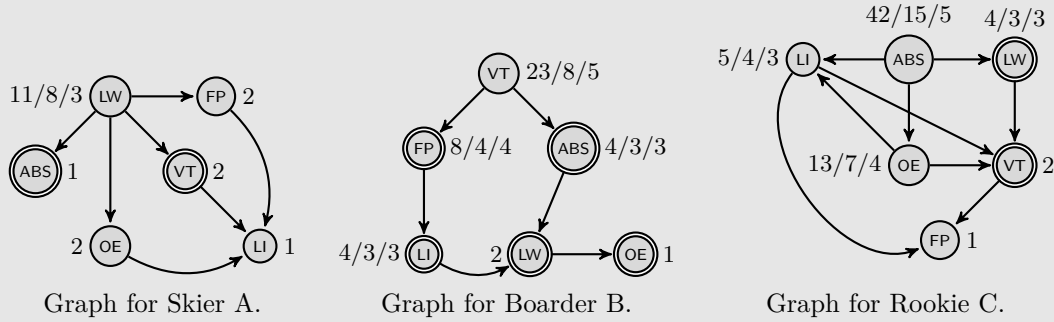 11/8/3 LW FP 2
ABS 1 VT 2
2 OE LI 1
Graph for Skier A.
VT 23/8/5
FP 8/4/4 ABS 4/3/3
4/3/3 LI 2 LW OE 1
Graph for Boarder B.
42/15/5 4/3/3
5/4/3 LI ABS LW
13/7/4 OE VT 2
FP 1
Graph for Rookie C.